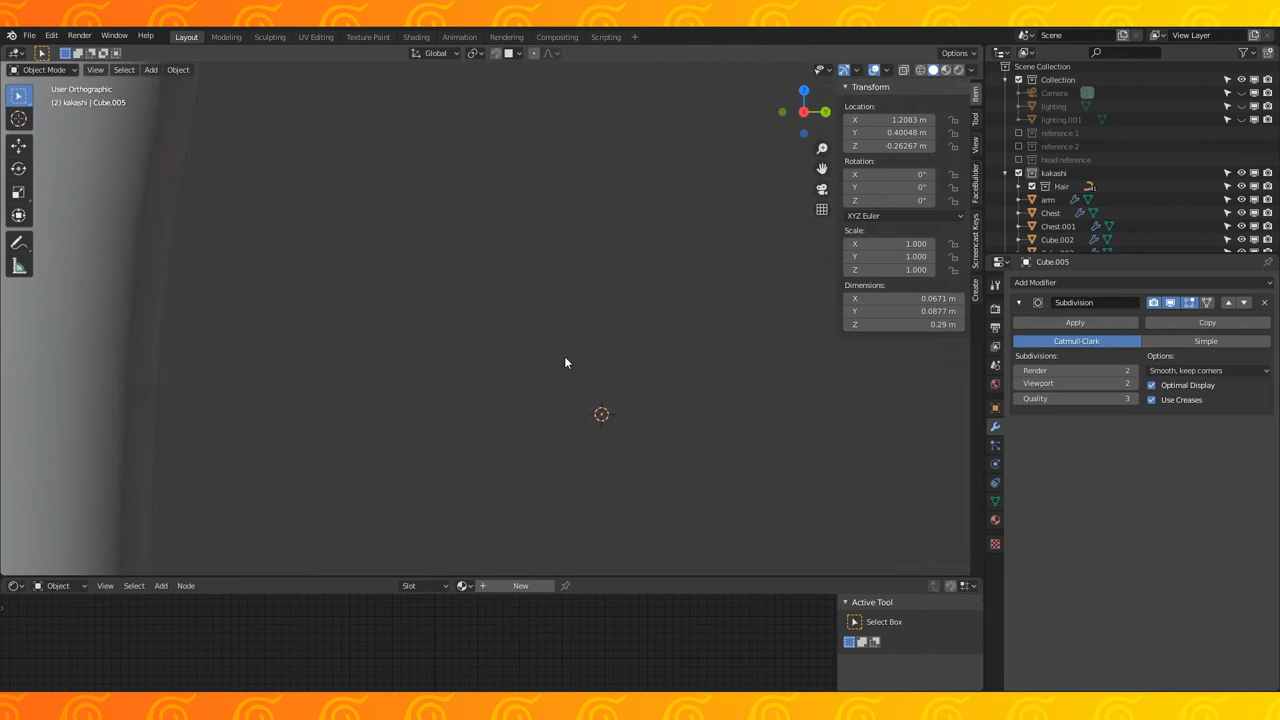 File Edit Render Window Help Layout Modeling Sculpting UV Editing Texture Paint Shading Animation Rendering Compositing Scripting + Scene View Layer
Global Options
Object Mode View Select Add Object
User Orthographic
(2) kakashi | Cube.005
Transform
Location:
X 1.2083 m
Y 0.40048 m
Z -0.26267 m
Rotation:
X 0°
Y 0°
Z 0°
XYZ Euler
Scale:
X 1.000
Y 1.000
Z 1.000
Dimensions:
X 0.0671 m
Y 0.0877 m
Z 0.29 m
Z
Y
X
Item
Tool
View
FaceBuilder
Screencast Keys
Create
Scene Collection
Collection
Camera
lighting
lighting.001
reference 1
reference 2
head reference
kakashi
Hair
arm
Chest
Chest.001
Cube.002
Cube.005
Add Modifier
Subdivision
Apply Copy
Catmull-Clark Simple
Subdivisions: Options:
Render 2 Smooth, keep corners
Viewport 2 Optimal Display
Quality 3 Use Creases
Object View Select Add Node Slot New
Active Tool
Select Box